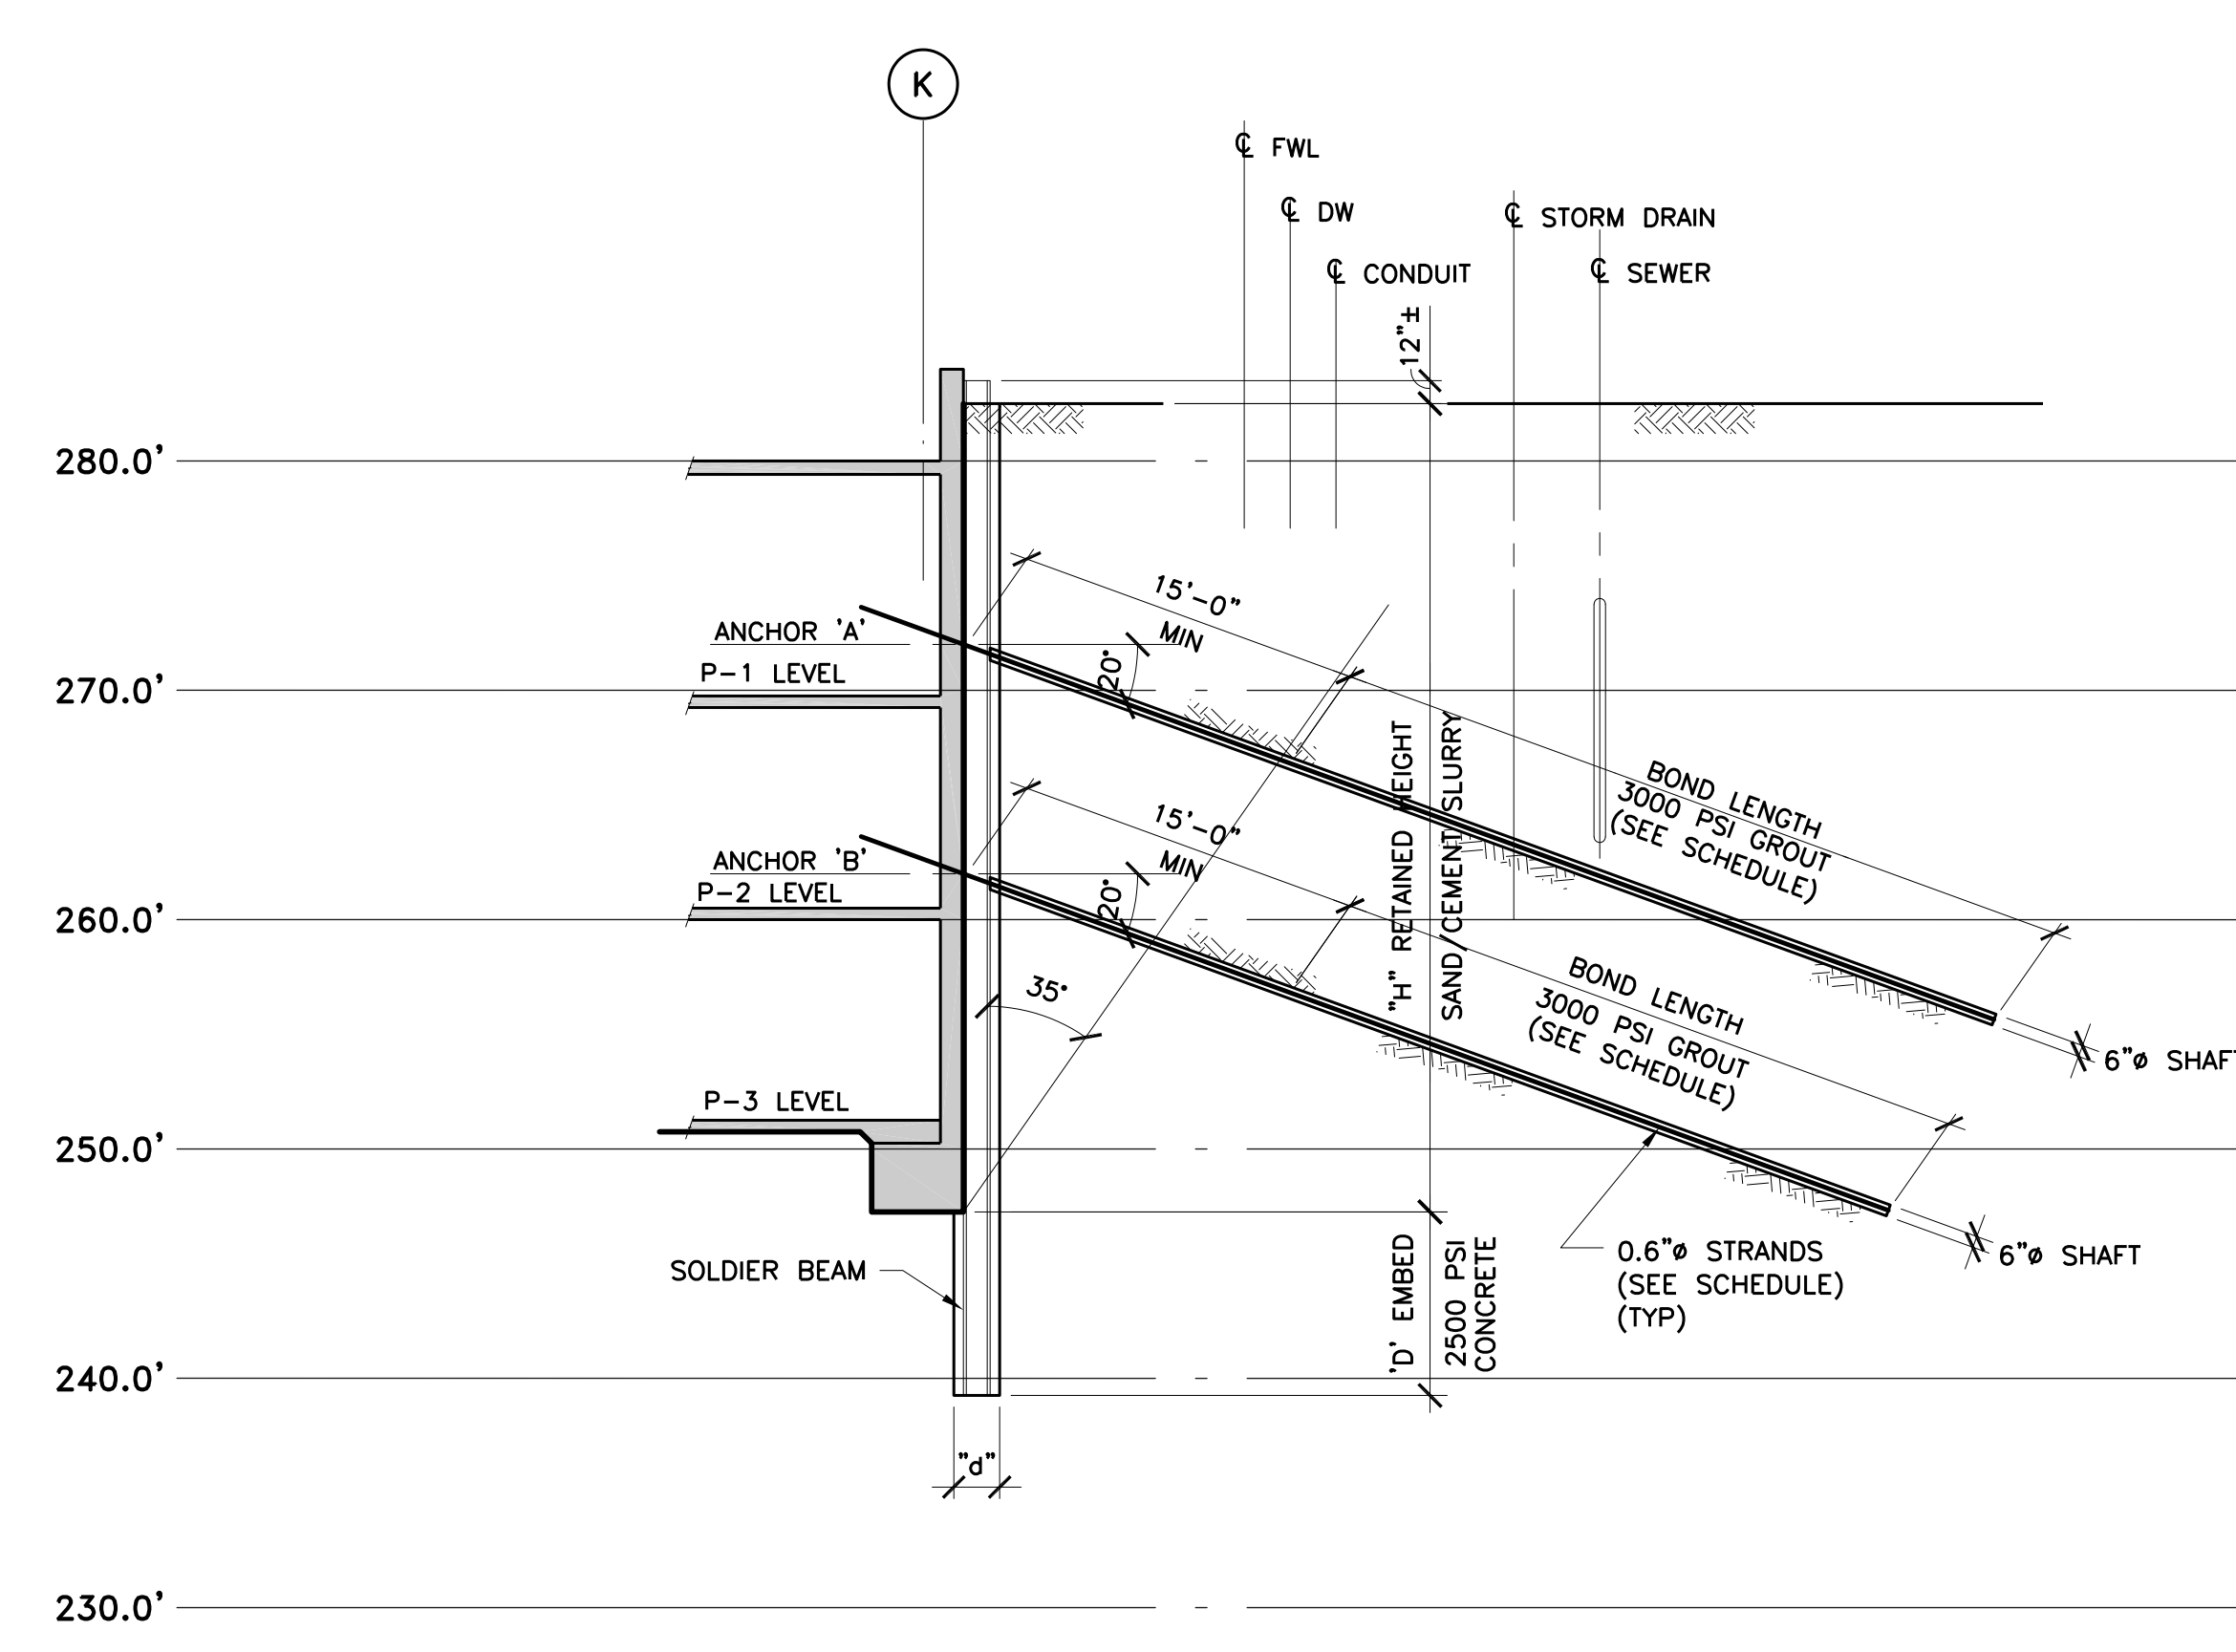 K
℄ FWL
℄ DW
℄ CONDUIT
℄ STORM DRAIN
℄ SEWER
12"±
280.0'
15'-0"
MIN
ANCHOR 'A'
20°
P-1 LEVEL
270.0'
"H" RETAINED HEIGHT
SAND/CEMENT SLURRY
BOND LENGTH
3000 PSI GROUT
(SEE SCHEDULE)
15'-0"
MIN
ANCHOR 'B'
20°
P-2 LEVEL
260.0'
35°
BOND LENGTH
3000 PSI GROUT
(SEE SCHEDULE)
6"ø SHAF
P-3 LEVEL
250.0'
SOLDIER BEAM
'D' EMBED
2500 PSI
CONCRETE
0.6"ø STRANDS
(SEE SCHEDULE)
(TYP)
6"ø SHAFT
240.0'
"d"
230.0'